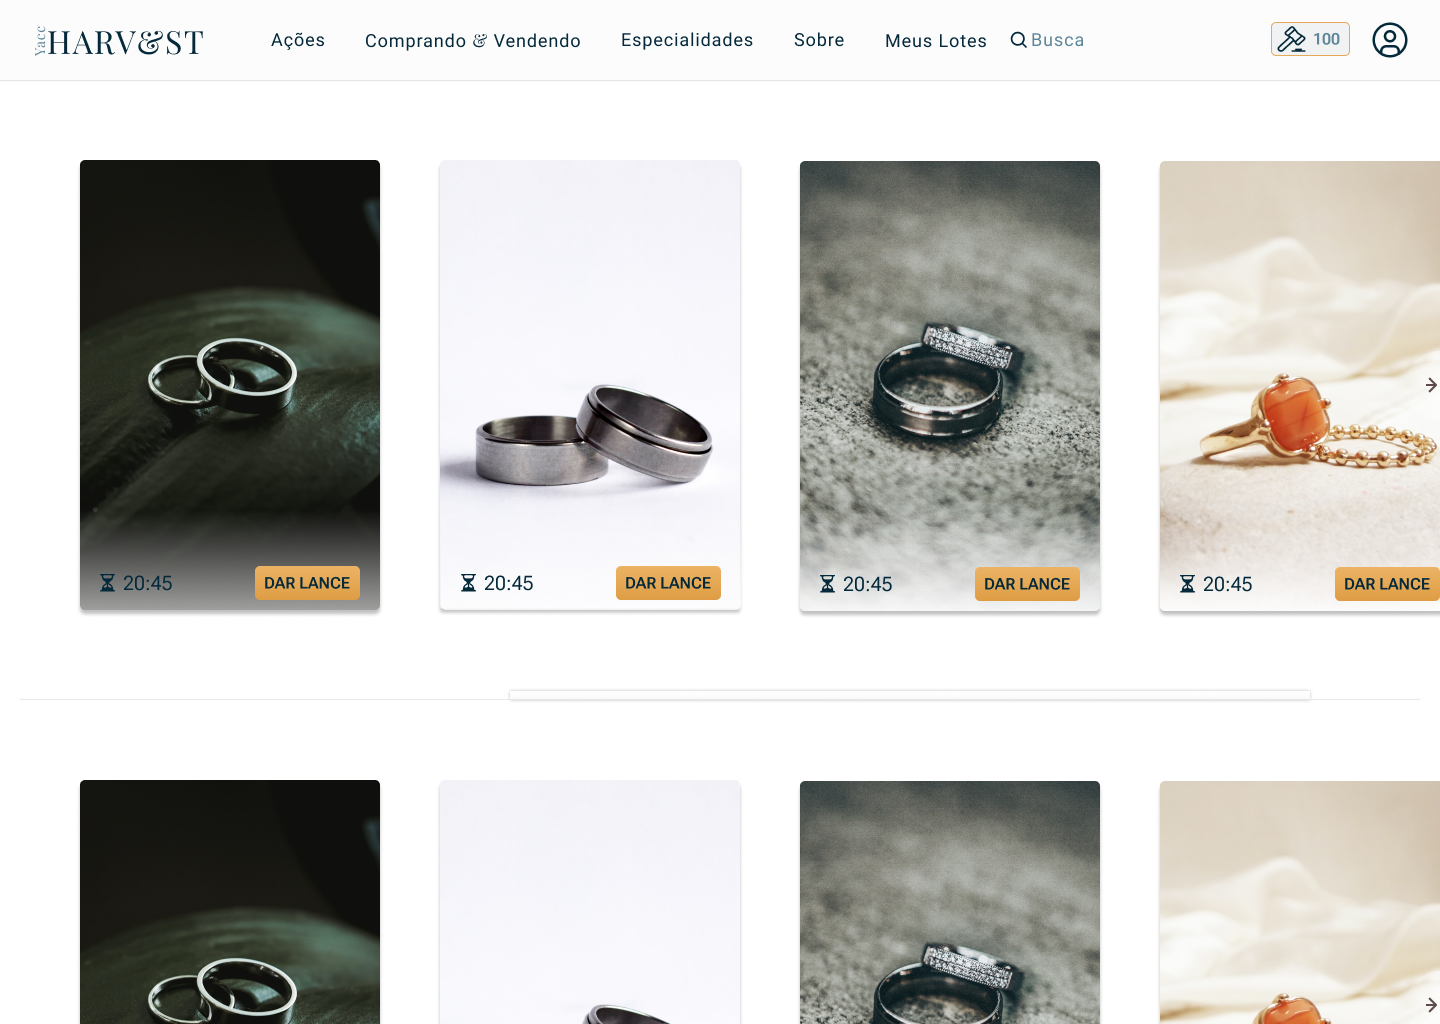 Yacc HARV&ST
Ações
Comprando & Vendendo
Especialidades
Sobre
Meus Lotes
Busca
100
20:45 DAR LANCE
20:45 DAR LANCE
20:45 DAR LANCE
20:45 DAR LANCE